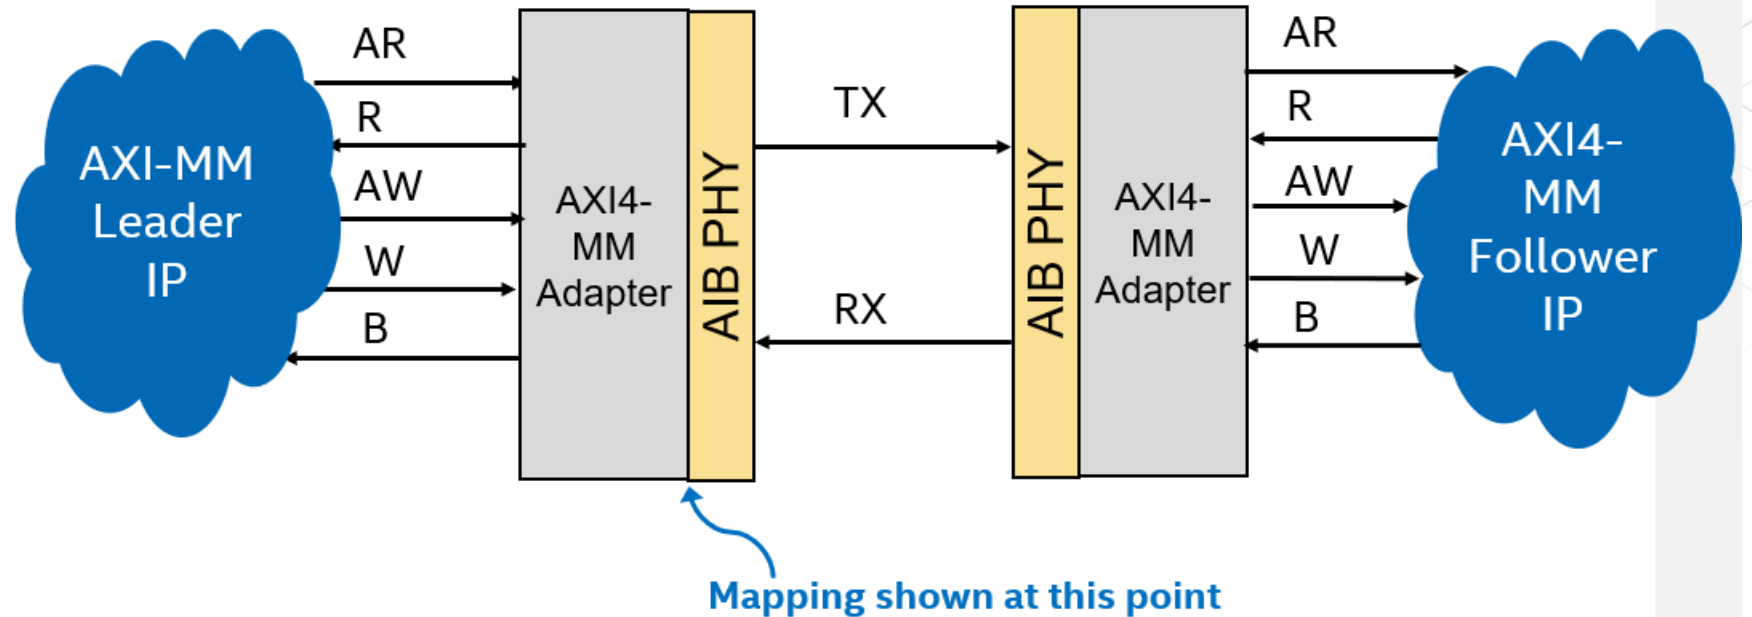 AXI-MM
Leader
IP
AR
R
AW
W
B
AXI4-
MM
Adapter
AIB PHY
TX
RX
AIB PHY
AXI4-
MM
Adapter
AR
R
AW
W
B
AXI4-
MM
Follower
IP
Mapping shown at this point